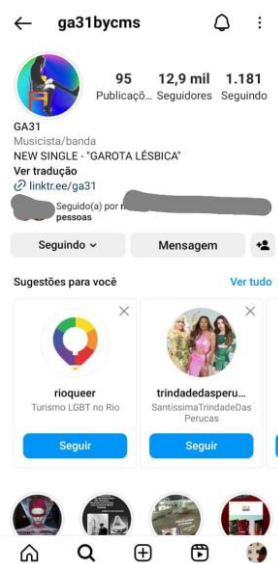 ga31bycms
95 12,9 mil 1.181
Publicaçõ... Seguidores Seguindo
GA31
Musicista/banda
NEW SINGLE - "GAROTA LÉSBICA"
Ver tradução
linktr.ee/ga31
Seguido(a) por
pessoas
Seguindo Mensagem
Sugestões para você Ver tudo
rioqueer trindadedasperu...
Turismo LGBT no Rio SantissimaTrindadeDas
Perucas
Seguir Seguir